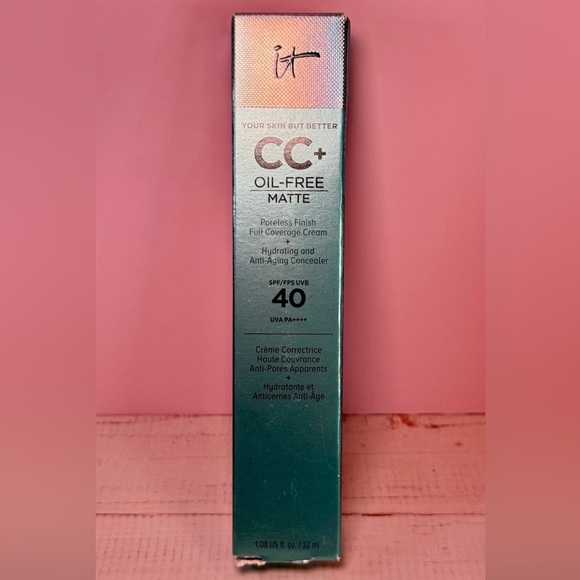 it
YOUR SKIN BUT BETTER
CC+
OIL-FREE
MATTE
Poreless Finish
Full Coverage Cream
+
Hydrating and
Anti-Aging Concealer
SPF/FPS UVB
40
UVA PA++++
Crème Correctrice
Haute Couvrance
Anti-Pores Apparents
+
Hydratante et
Anticernes Anti-Âge
1.08 US fl. oz. / 32 ml